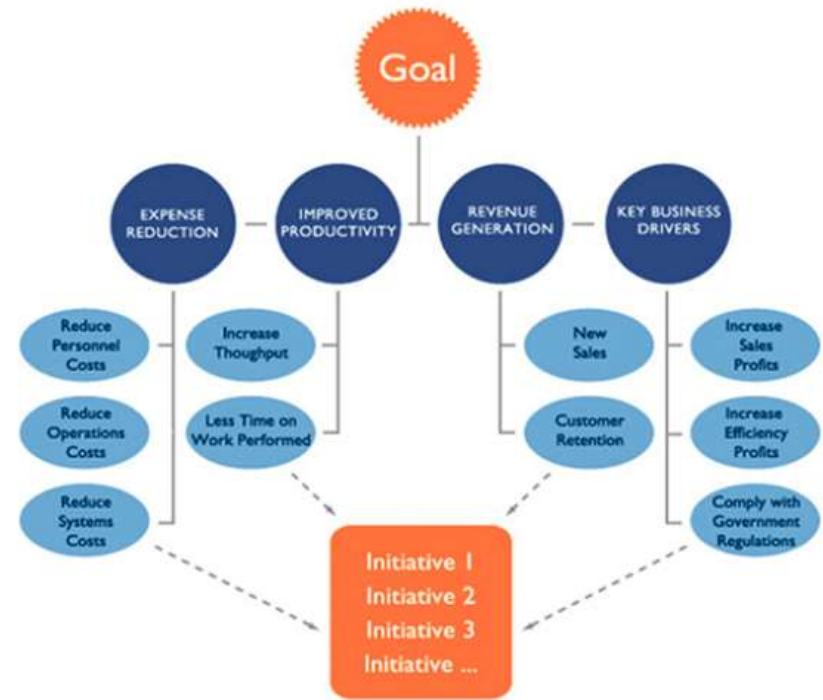 Goal
EXPENSE
REDUCTION
IMPROVED
PRODUCTIVITY
REVENUE
GENERATION
KEY BUSINESS
DRIVERS
Reduce
Personnel
Costs
Reduce
Operations
Costs
Reduce
Systems
Costs
Increase
Thoughput
Less Time on
Work Performed
New
Sales
Customer
Retention
Increase
Sales
Profits
Increase
Efficiency
Profits
Comply with
Government
Regulations
Initiative 1
Initiative 2
Initiative 3
Initiative ...